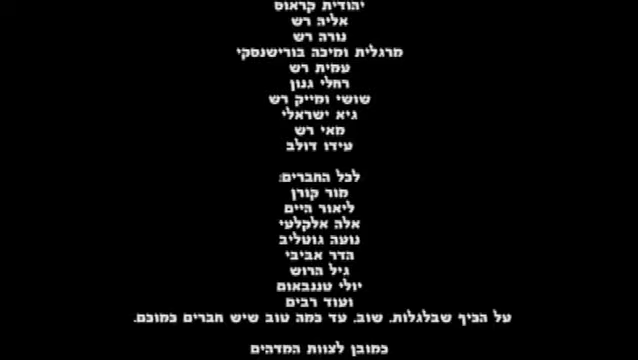 יהודית קראוס
אליה רש
נורה רש
מרגלית ומיכה בורישנסקי
עמית רש
רחלי גנון
שושי ומייק רש
גיא ישראלי
מאי רש
עידו דולב
לכל החברים:
מור קורן
ליאור היים
אלה אלקלעי
נועה גוטליב
הדר אביבי
גיל הרוש
יולי טננבאום
ועוד רבים
על הכיף שבלגלות, שוב, עד כמה טוב שיש חברים כמוכם.
כמובן לצוות המדהים